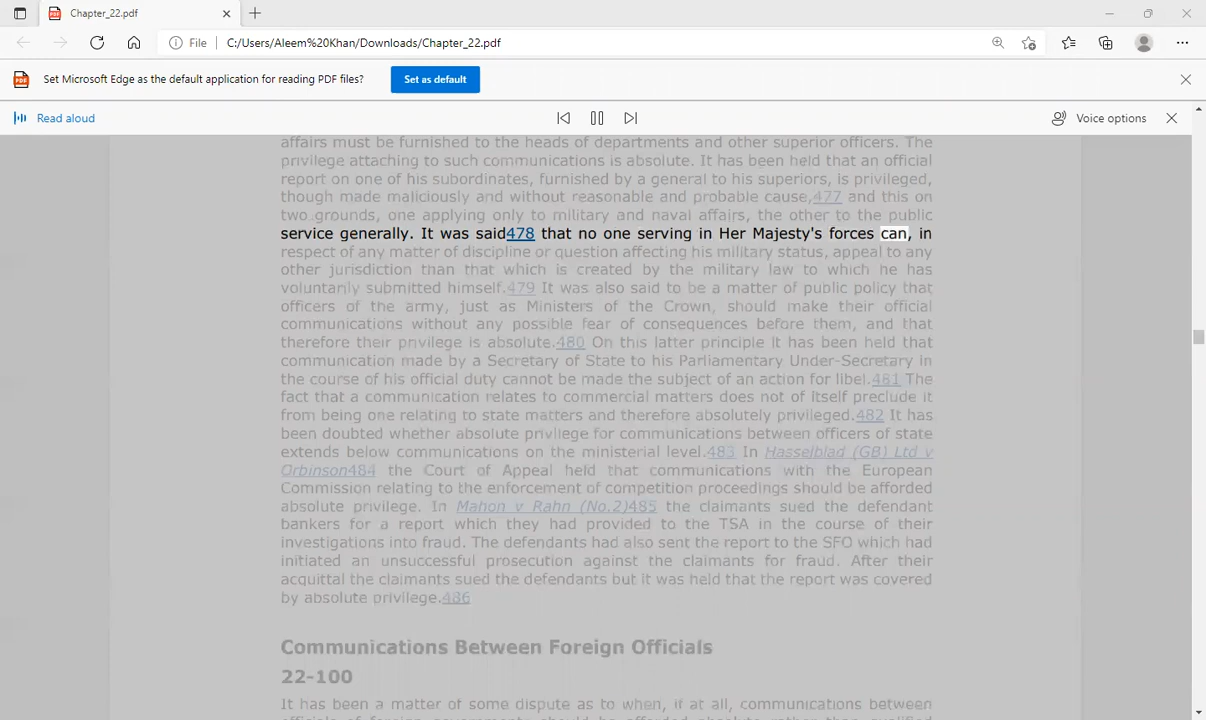 Chapter_22.pdf
File
C:/Users/Aleem%20Khan/Downloads/Chapter_22.pdf
Set Microsoft Edge as the default application for reading PDF files?
Set as default
Read aloud
Voice options
affairs must be furnished to the heads of departments and other superior officers. The
privilege attaching to such communications is absolute. It has been held that an official
report on one of his subordinates, furnished by a general to his superiors, is privileged,
though made maliciously and without reasonable and probable cause,477 and this on
two grounds, one applying only to military and naval affairs, the other to the public
service generally. It was said478 that no one serving in Her Majesty's forces can, in
respect of any matter of discipline or question affecting his military status, appeal to any
other jurisdiction than that which is created by the military law to which he has
voluntarily submitted himself.479 It was also said to be a matter of public policy that
officers of the army, just as Ministers of the Crown, should make their official
communications without any possible fear of consequences before them, and that
therefore their privilege is absolute.480 On this latter principle it has been held that
communication made by a Secretary of State to his Parliamentary Under-Secretary in
the course of his official duty cannot be made the subject of an action for libel.481 The
fact that a communication relates to commercial matters does not of itself preclude it
from being one relating to state matters and therefore absolutely privileged.482 It has
been doubted whether absolute privilege for communications between officers of state
extends below communications on the ministerial level.483 In Hasselblad (GB) Ltd v
Orbinson484 the Court of Appeal held that communications with the European
Commission relating to the enforcement of competition proceedings should be afforded
absolute privilege. In Mahon v Rahn (No.2)485 the claimants sued the defendant
bankers for a report which they had provided to the TSA in the course of their
investigations into fraud. The defendants had also sent the report to the SFO which had
initiated an unsuccessful prosecution against the claimants for fraud. After their
acquittal the claimants sued the defendants but it was held that the report was covered
by absolute privilege.486
Communications Between Foreign Officials
22-100
It has been a matter of some dispute as to when, if at all, communications between
officials of foreign governments should be afforded absolute rather than qualified